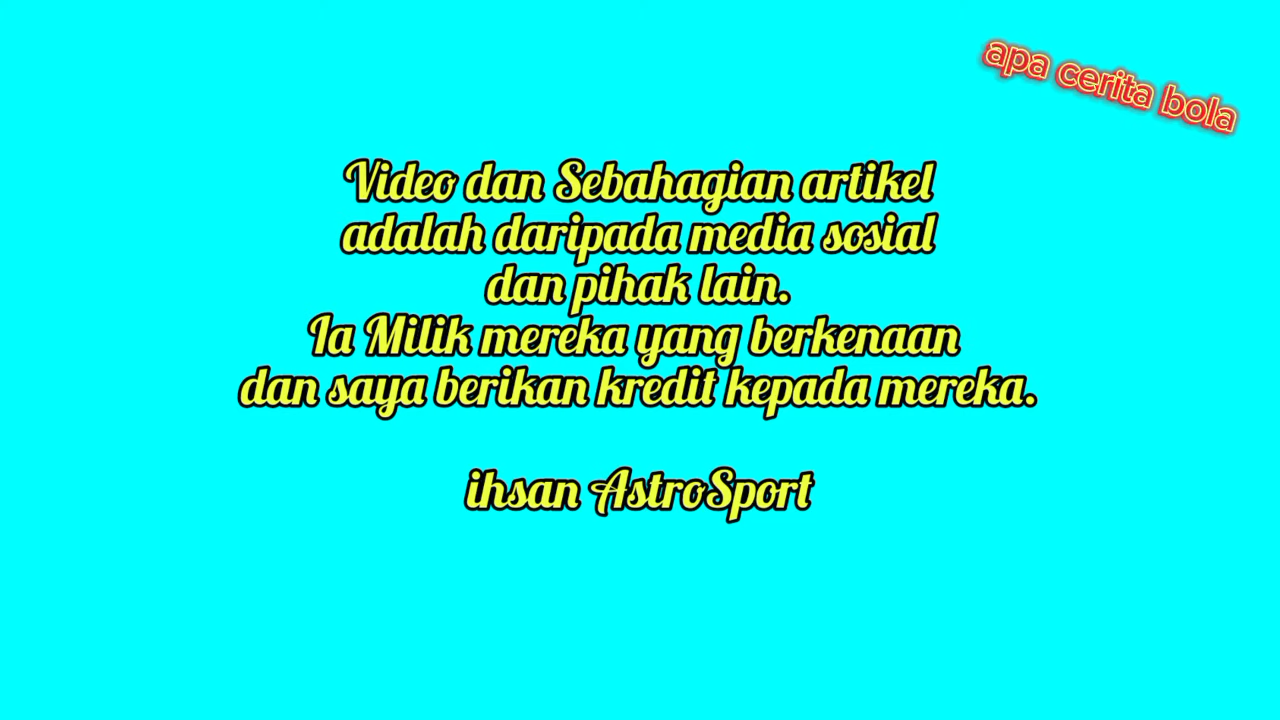 apa cerita bola
Video dan Sebahagian artikel
adalah daripada media sosial
dan pihak lain.
Ia Milik mereka yang berkenaan
dan saya berikan kredit kepada mereka.
ihsan AstroSport